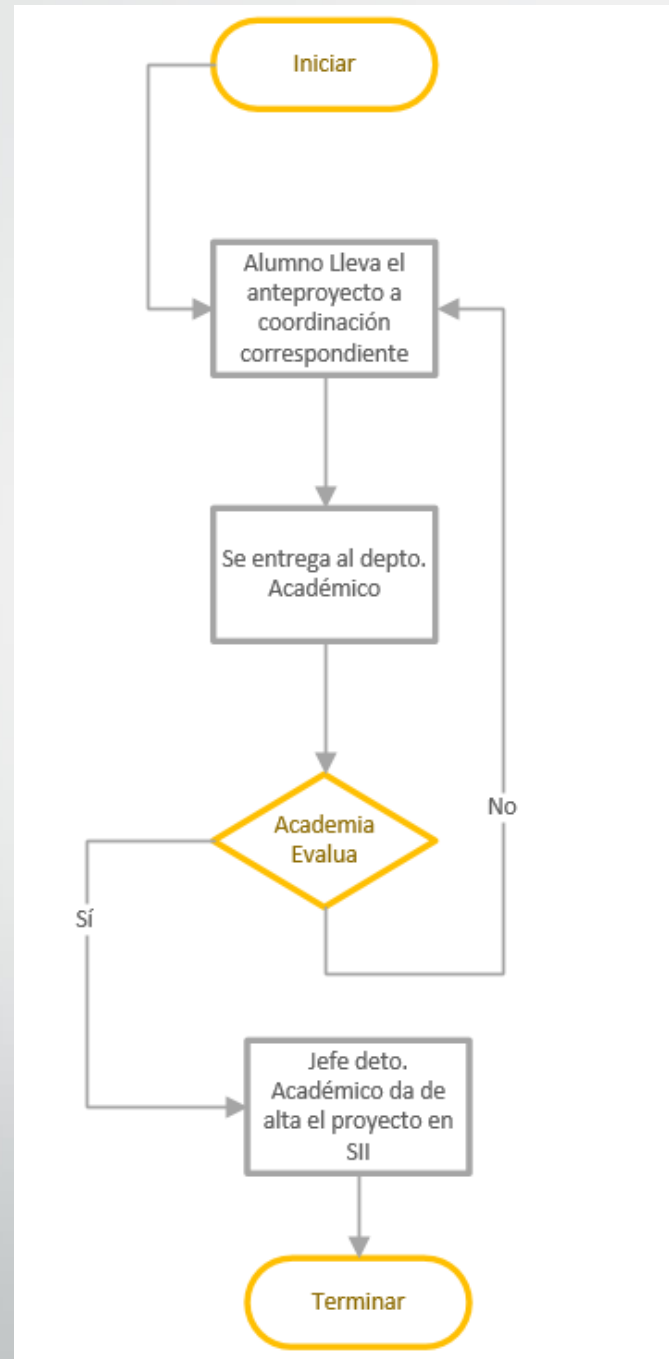 Iniciar
Alumno Lleva el
anteproyecto a
coordinación
correspondiente
Se entrega al depto.
Académico
Academia
Evalua
No
Sí
Jefe deto.
Académico da de
alta el proyecto en
SII
Terminar